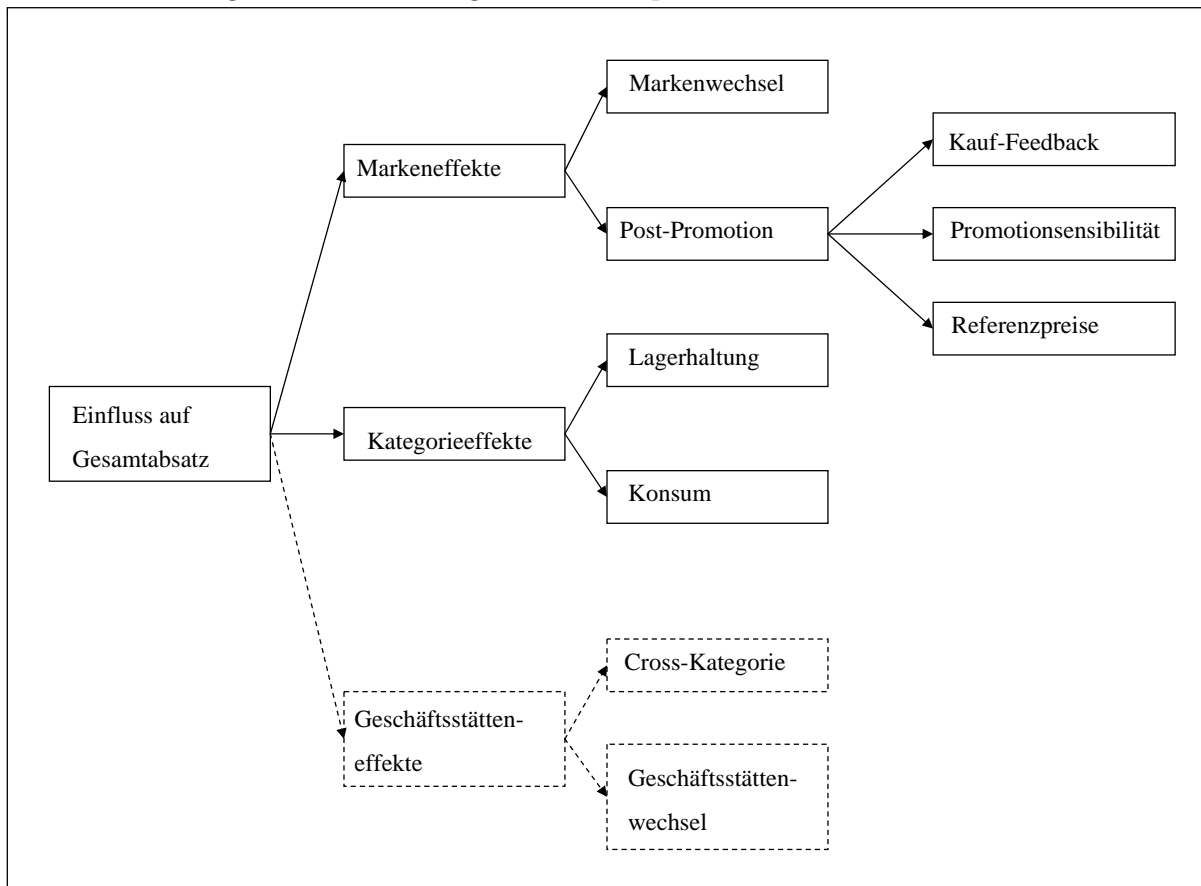 Markenwechsel
Kauf-Feedback
Markeneffekte
Post-Promotion
Promotionsensibilität
Referenzpreise
Lagerhaltung
Einfluss auf
Gesamtabsatz
Kategorieeffekte
Konsum
Cross-Kategorie
Geschäftsstätten-
effekte
Geschäftsstätten-
wechsel